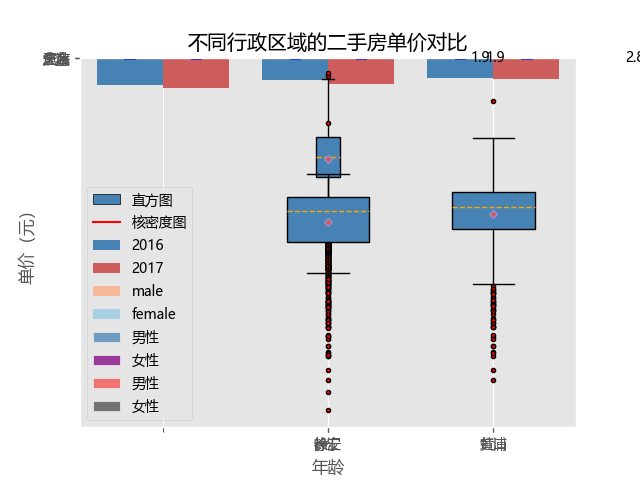 不同行政区域的二手房单价对比
1.9
1.9
2.8
单价（元）
直方图
核密度图
2016
2017
male
female
男性
女性
男性
女性
年龄